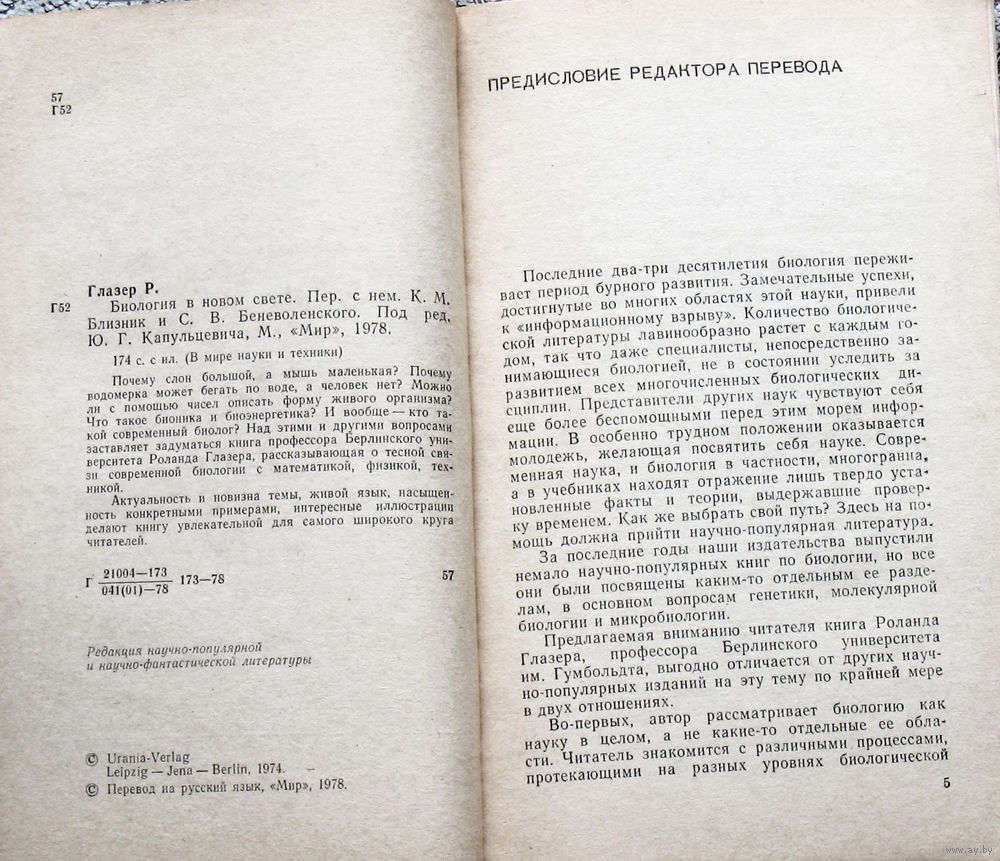 57
Г52
Глазер Р.
Г52 Биология в новом свете. Пер. с нем. К. М.
Близник и С. В. Беневоленского. Под ред.
Ю. Г. Капульцевича, М., «Мир», 1978.
174 с. с ил. (В мире науки и техники)
Почему слон большой, а мышь маленькая? Почему
водомерка может бегать по воде, а человек нет? Можно
ли с помощью чисел описать форму живого организма?
Что такое бионика и биоэнергетика? И вообще — кто та-
кой современный биолог? Над этими и другими вопросами
заставляет задуматься книга профессора Берлинского уни-
верситета Роланда Глазера, рассказывающая о тесной свя-
зи современной биологии с математикой, физикой, тех-
никой.
Актуальность и новизна темы, живой язык, насыщен-
ность конкретными примерами, интересные иллюстрации
делают книгу увлекательной для самого широкого круга
читателей.
Г 21004—173
041(01)—78 173—78 57
Редакция научно-популярной
и научно-фантастической литературы
© Urania-Verlag
Leipzig — Jena — Berlin, 1974.
© Перевод на русский язык, «Мир», 1978.
ПРЕДИСЛОВИЕ РЕДАКТОРА ПЕРЕВОДА
Последние два-три десятилетия биология пережи-
вает период бурного развития. Замечательные успехи,
достигнутые во многих областях этой науки, привели
к «информационному взрыву». Количество биологиче-
ской литературы лавинообразно растет с каждым го-
дом, так что даже специалисты, непосредственно за-
нимающиеся биологией, не в состоянии уследить за
развитием всех многочисленных биологических ди-
сциплин. Представители других наук чувствуют себя
еще более беспомощными перед этим морем инфор-
мации. В особенно трудном положении оказывается
молодежь, желающая посвятить себя науке. Совре-
менная наука, и биология в частности, многогранна,
а в учебниках находят отражение лишь твердо уста-
новленные факты и теории, выдержавшие провер-
ку временем. Как же выбрать свой путь? Здесь на по-
мощь должна прийти научно-популярная литература.
За последние годы наши издательства выпустили
немало научно-популярных книг по биологии, но все
они были посвящены каким-то отдельным ее разде-
лам, в основном вопросам генетики, молекулярной
биологии и микробиологии.
Предлагаемая вниманию читателя книга Роланда
Глазера, профессора Берлинского университета
им. Гумбольдта, выгодно отличается от других науч-
но-популярных изданий на эту тему по крайней мере
в двух отношениях.
Во-первых, автор рассматривает биологию как
науку в целом, а не какие-то отдельные ее обла-
сти. Читатель знакомится с различными процессами,
протекающими на разных уровнях биологической
5
www.ay.by